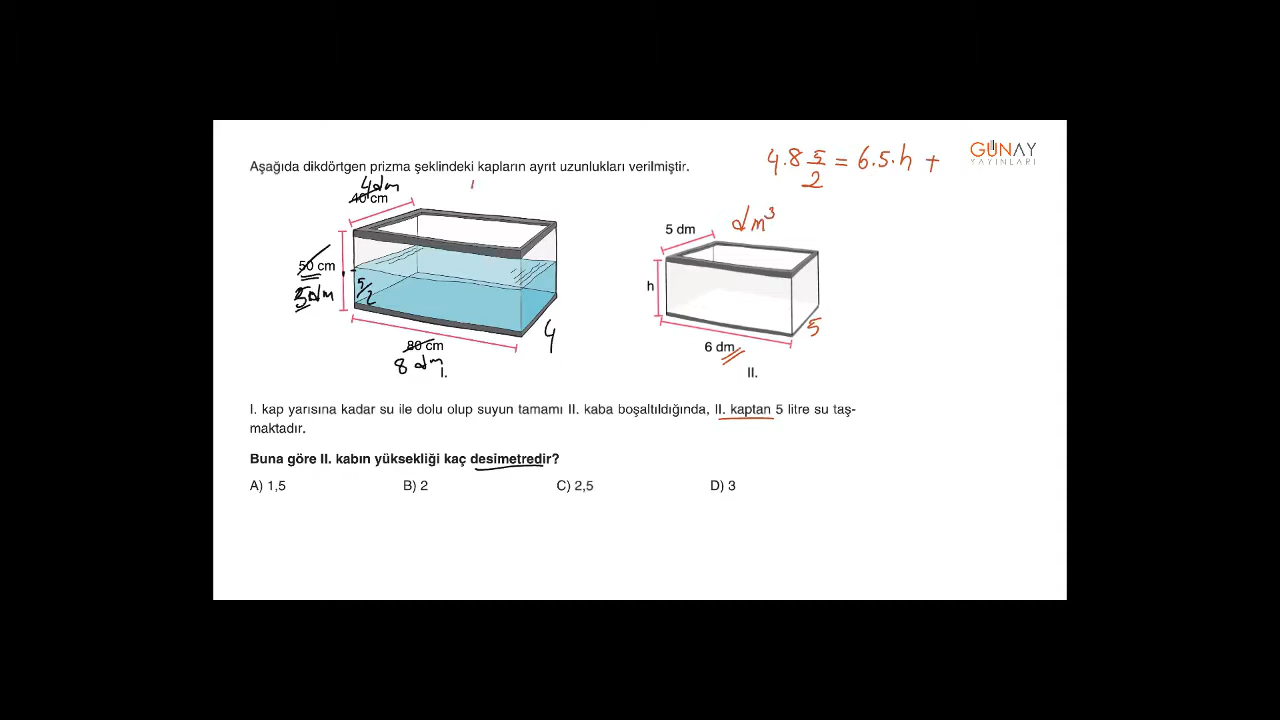 GÜNAY
YAYINLARI
4.8 5/2 = 6.5.h +
Aşağıda dikdörtgen prizma şeklindeki kapların ayrıt uzunlukları verilmiştir.
4dm
40 cm
50 cm
5dm
5/2
80 cm
8 dm
4
I.
dm³
5 dm
h
5
6 dm
II.
I. kap yarısına kadar su ile dolu olup suyun tamamı II. kaba boşaltıldığında, II. kaptan 5 litre su taş-
maktadır.
Buna göre II. kabın yüksekliği kaç desimetredir?
A) 1,5 B) 2 C) 2,5 D) 3